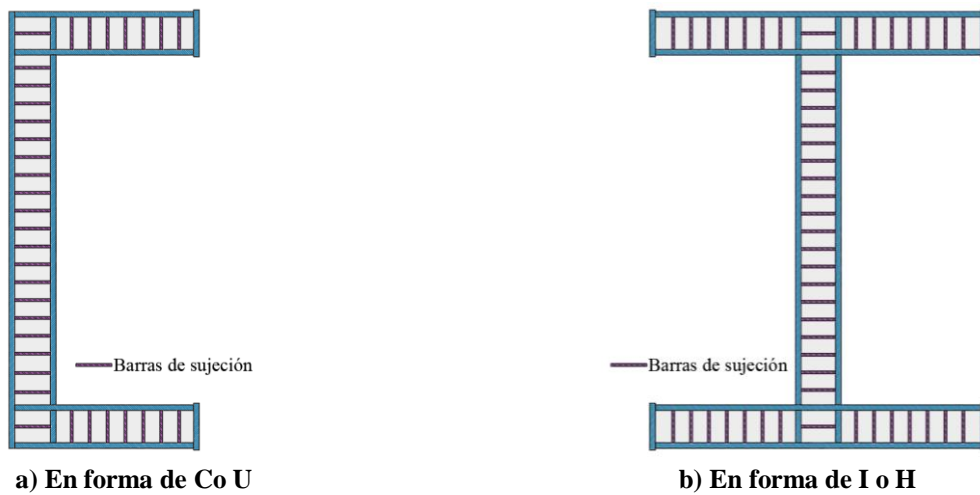 Barras de sujeción
Barras de sujeción
a) En forma de Co U
b) En forma de I o H